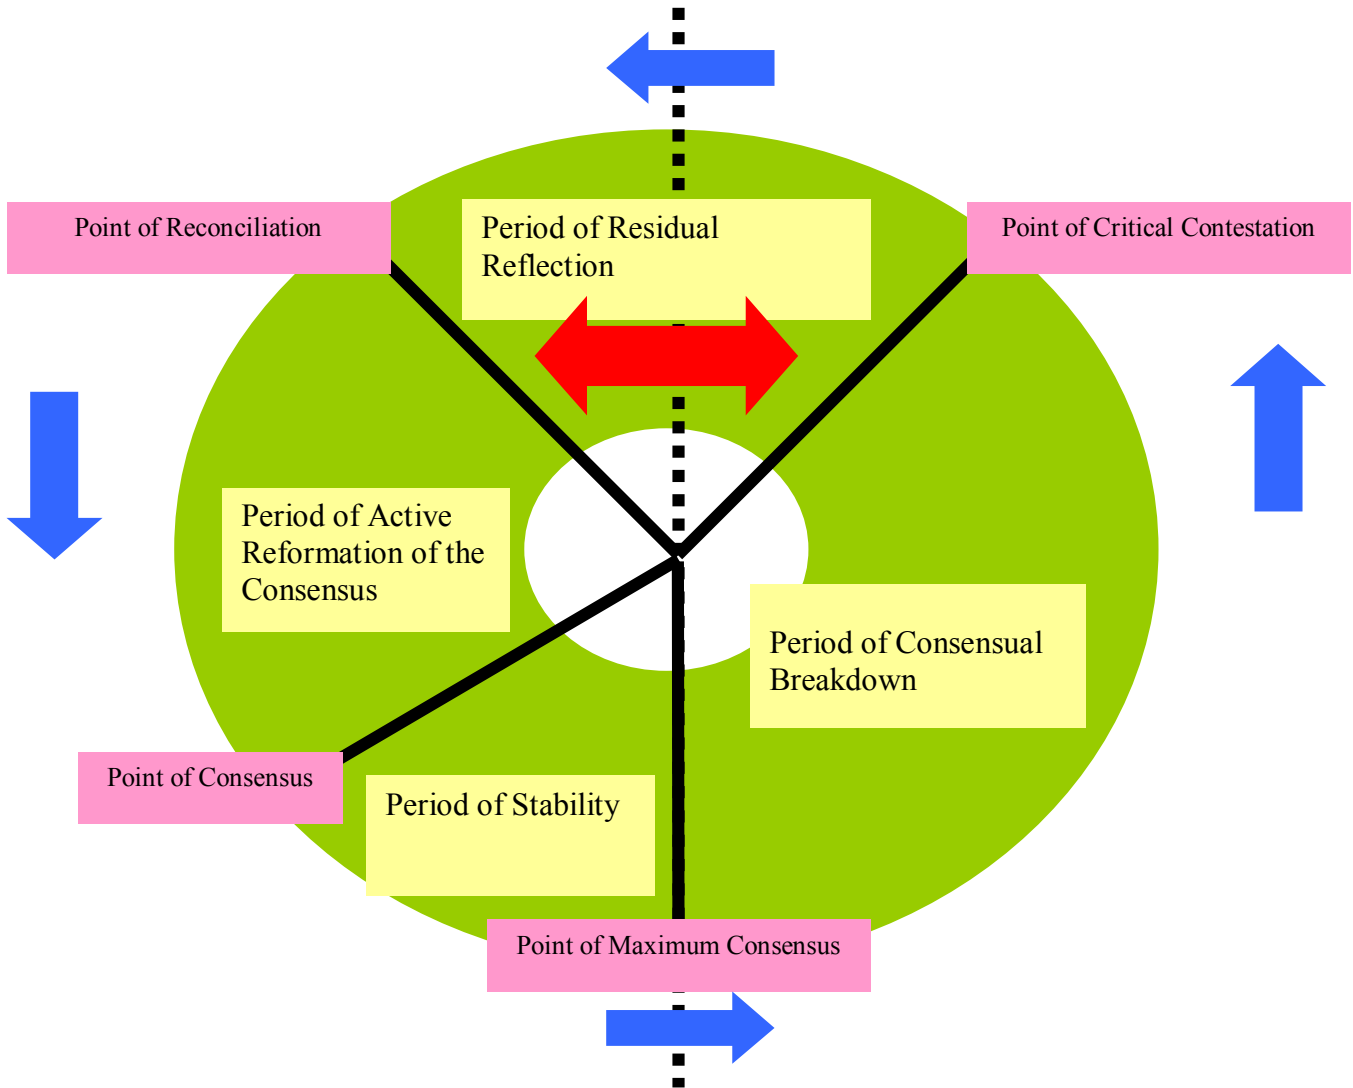 Point of Reconciliation
Period of Residual
Reflection
Point of Critical Contestation
Period of Active
Reformation of the
Consensus
Period of Consensual
Breakdown
Point of Consensus
Period of Stability
Point of Maximum Consensus